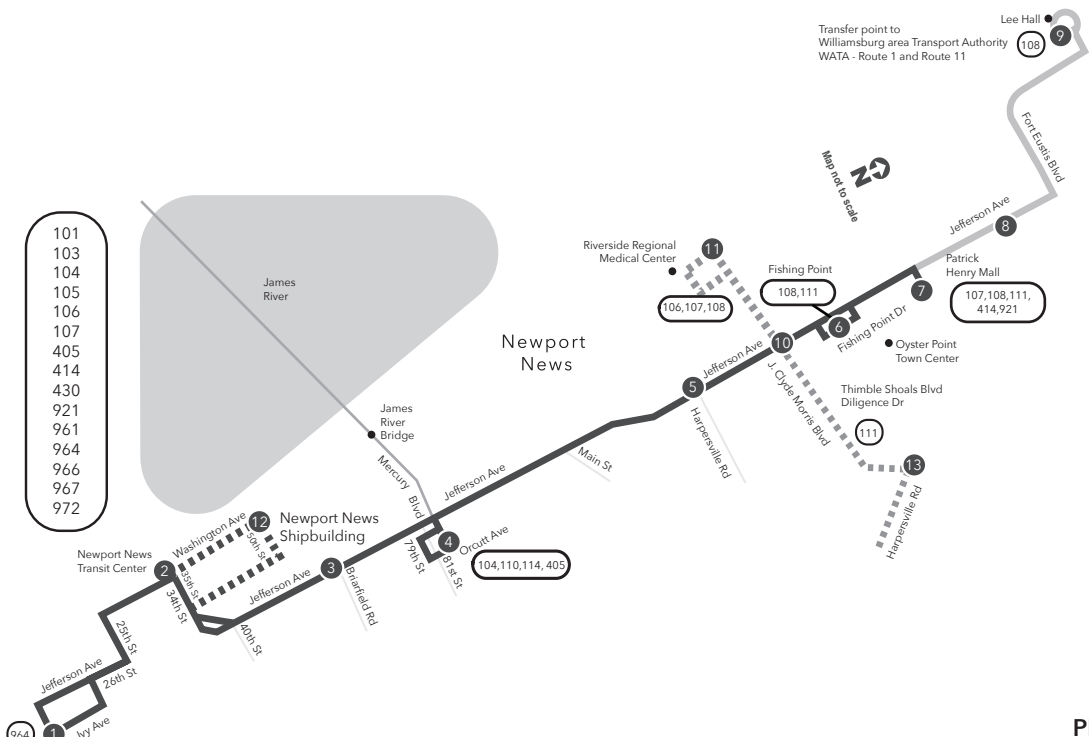 Lee Hall
Transfer point to
Williamsburg area Transport Authority
WATA - Route 1 and Route 11
108
9
Fort Eustis Blvd
N
Map not to scale
Jefferson Ave
8
101
103
104
105
106
107
405
414
430
921
961
964
966
967
972
James
River
Riverside Regional
Medical Center
11
106,107,108
Fishing Point
108,111
6
Fishing Point Dr
Patrick
Henry Mall
7
107,108,111,
414,921
Oyster Point
Town Center
Newport
News
10
Jefferson Ave
5
J. Clyde Morris Blvd
Harpersville Rd
Thimble Shoals Blvd
Diligence Dr
111
13
Harpersville Rd
James
River
Bridge
Mercury Blvd
Jefferson Ave
Main St
Washington Ave
12
50th St
Newport News
Shipbuilding
4
Orcutt Ave
79th St
81st St
104,110,114, 405
Newport News
Transit Center
2
35th St
34th St
Jefferson Ave
3
Briarfield Rd
40th St
25th St
Jefferson Ave
26th St
964
1
Ivy Ave
P